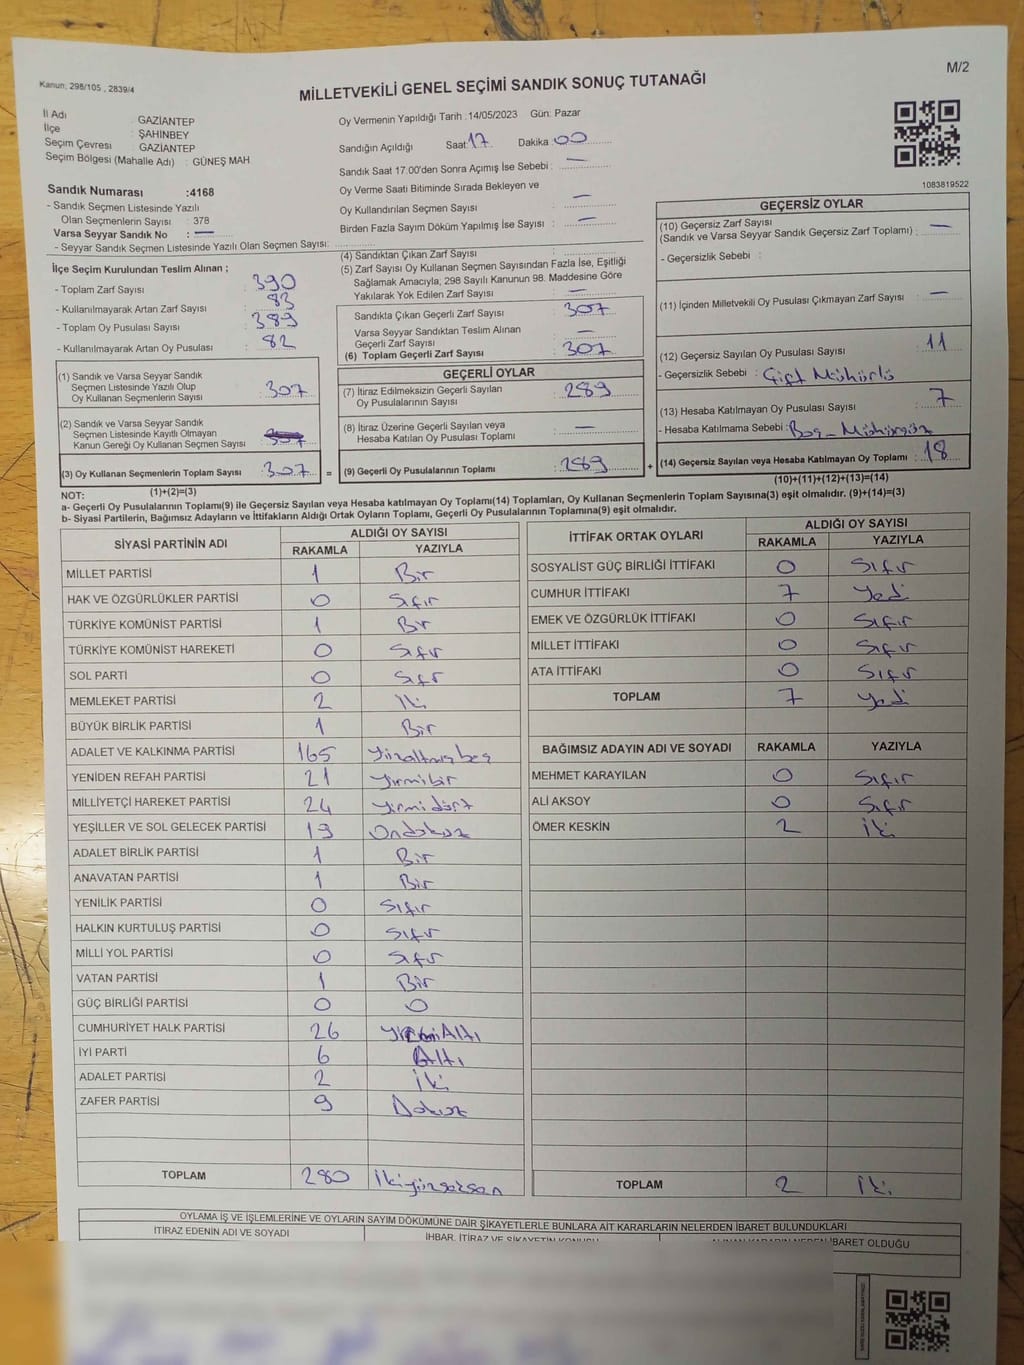 M/2
Kanun, 298/105 , 2839/4
MİLLETVEKİLİ GENEL SEÇİMİ SANDIK SONUÇ TUTANAĞI
İl Adı : GAZİANTEP
İlçe : ŞAHİNBEY
Seçim Çevresi : GAZİANTEP
Seçim Bölgesi (Mahalle Adı) : GÜNEŞ MAH.
Sandık Numarası :4168
- Sandık Seçmen Listesinde Yazılı
Olan Seçmenlerin Sayısı : 378
Varsa Seyyar Sandık No : —
- Seyyar Sandık Seçmen Listesinde Yazılı Olan Seçmen Sayısı:
Oy Vermenin Yapıldığı Tarih :14/05/2023 Gün: Pazar
Sandığın Açıldığı Saat:17 Dakika :00
Sandık Saat 17.00'den Sonra Açımış İse Sebebi : —
Oy Verme Saati Bitiminde Sırada Bekleyen ve
Oy Kullandırılan Seçmen Sayısı : —
Birden Fazla Sayım Döküm Yapılmış İse Sayısı : —
1083819522
İlçe Seçim Kurulundan Teslim Alınan ;
- Toplam Zarf Sayısı : 390
- Kullanılmayarak Artan Zarf Sayısı : 83
- Toplam Oy Pusulası Sayısı : 389
- Kullanılmayarak Artan Oy Pusulası : 82
(4) Sandıktan Çıkan Zarf Sayısı :
(5) Zarf Sayısı Oy Kullanan Seçmen Sayısından Fazla İse, Eşitliği
Sağlamak Amacıyla, 298 Sayılı Kanunun 98. Maddesine Göre
Yakılarak Yok Edilen Zarf Sayısı : —
Sandıkta Çıkan Geçerli Zarf Sayısı : 307
Varsa Seyyar Sandıktan Teslim Alınan
Geçerli Zarf Sayısı : —
(6) Toplam Geçerli Zarf Sayısı : 307
GEÇERSİZ OYLAR
(10) Geçersiz Zarf Sayısı
(Sandık ve Varsa Seyyar Sandık Geçersiz Zarf Toplamı) : —
- Geçersizlik Sebebi :
(11) İçinden Milletvekili Oy Pusulası Çıkmayan Zarf Sayısı : —
(12) Geçersiz Sayılan Oy Pusulası Sayısı : 11
- Geçersizlik Sebebi : Çift Mühürlü
(13) Hesaba Katılmayan Oy Pusulası Sayısı : 7
- Hesaba Katılmama Sebebi : Boş - Mühürsüz
(14) Geçersiz Sayılan veya Hesaba Katılmayan Oy Toplamı : 18
(10)+(11)+(12)+(13)=(14)
(1) Sandık ve Varsa Seyyar Sandık
Seçmen Listesinde Yazılı Olup
Oy Kullanan Seçmenlerin Sayısı : 307
(2) Sandık ve Varsa Seyyar Sandık
Seçmen Listesinde Kayıtlı Olmayan
Kanun Gereği Oy Kullanan Seçmen Sayısı :
(3) Oy Kullanan Seçmenlerin Toplam Sayısı : 307 =
(1)+(2)=(3)
GEÇERLİ OYLAR
(7) İtiraz Edilmeksizin Geçerli Sayılan
Oy Pusulalarının Sayısı : 289
(8) İtiraz Üzerine Geçerli Sayılan veya
Hesaba Katılan Oy Pusulası Toplamı : —
(9) Geçerli Oy Pusulalarının Toplamı : 289 +
NOT:
a- Geçerli Oy Pusulalarının Toplamı(9) ile Geçersiz Sayılan veya Hesaba katılmayan Oy Toplamı(14) Toplamları, Oy Kullanan Seçmenlerin Toplam Sayısına(3) eşit olmalıdır. (9)+(14)=(3)
b- Siyasi Partilerin, Bağımsız Adayların ve İttifakların Aldığı Ortak Oyların Toplamı, Geçerli Oy Pusulalarının Toplamına(9) eşit olmalıdır.
SİYASİ PARTİNİN ADI ALDIĞI OY SAYISI
RAKAMLA YAZIYLA
MİLLET PARTİSİ 1 Bir
HAK VE ÖZGÜRLÜKLER PARTİSİ 0 Sıfır
TÜRKİYE KOMÜNİST PARTİSİ 1 Bir
TÜRKİYE KOMÜNİST HAREKETİ 0 Sıfır
SOL PARTİ 0 Sıfır
MEMLEKET PARTİSİ 2 İki
BÜYÜK BİRLİK PARTİSİ 1 Bir
ADALET VE KALKINMA PARTİSİ 165 Yüzaltmışbeş
YENİDEN REFAH PARTİSİ 21 Yirmibir
MİLLİYETÇİ HAREKET PARTİSİ 24 Yirmidört
YEŞİLLER VE SOL GELECEK PARTİSİ 19 Ondokuz
ADALET BİRLİK PARTİSİ 1 Bir
ANAVATAN PARTİSİ 1 Bir
YENİLİK PARTİSİ 0 Sıfır
HALKIN KURTULUŞ PARTİSİ 0 Sıfır
MİLLİ YOL PARTİSİ 0 Sıfır
VATAN PARTİSİ 1 Bir
GÜÇ BİRLİĞİ PARTİSİ 0 0
CUMHURİYET HALK PARTİSİ 26 YirmiAltı
İYİ PARTİ 6 Altı
ADALET PARTİSİ 2 İki
ZAFER PARTİSİ 9 Dokuz
TOPLAM 280 İkiyüzseksen
İTTİFAK ORTAK OYLARI ALDIĞI OY SAYISI
RAKAMLA YAZIYLA
SOSYALİST GÜÇ BİRLİĞİ İTTİFAKI 0 Sıfır
CUMHUR İTTİFAKI 7 Yedi
EMEK VE ÖZGÜRLÜK İTTİFAKI 0 Sıfır
MİLLET İTTİFAKI 0 Sıfır
ATA İTTİFAKI 0 Sıfır
TOPLAM 7 Yedi
BAĞIMSIZ ADAYIN ADI VE SOYADI RAKAMLA YAZIYLA
MEHMET KARAYILAN 0 Sıfır
ALİ AKSOY 0 Sıfır
ÖMER KESKİN 2 İki
TOPLAM 2 İki
OYLAMA İŞ VE İŞLEMLERİNE VE OYLARIN SAYIM DÖKÜMÜNE DAİR ŞİKAYETLERLE BUNLARA AİT KARARLARIN NELERDEN İBARET BULUNDUKLARI
İTİRAZ EDENİN ADI VE SOYADI İHBAR, İTİRAZ VE ŞİKAYETİN KONUSU ALINAN KARARIN NEDEN İBARET OLDUĞU